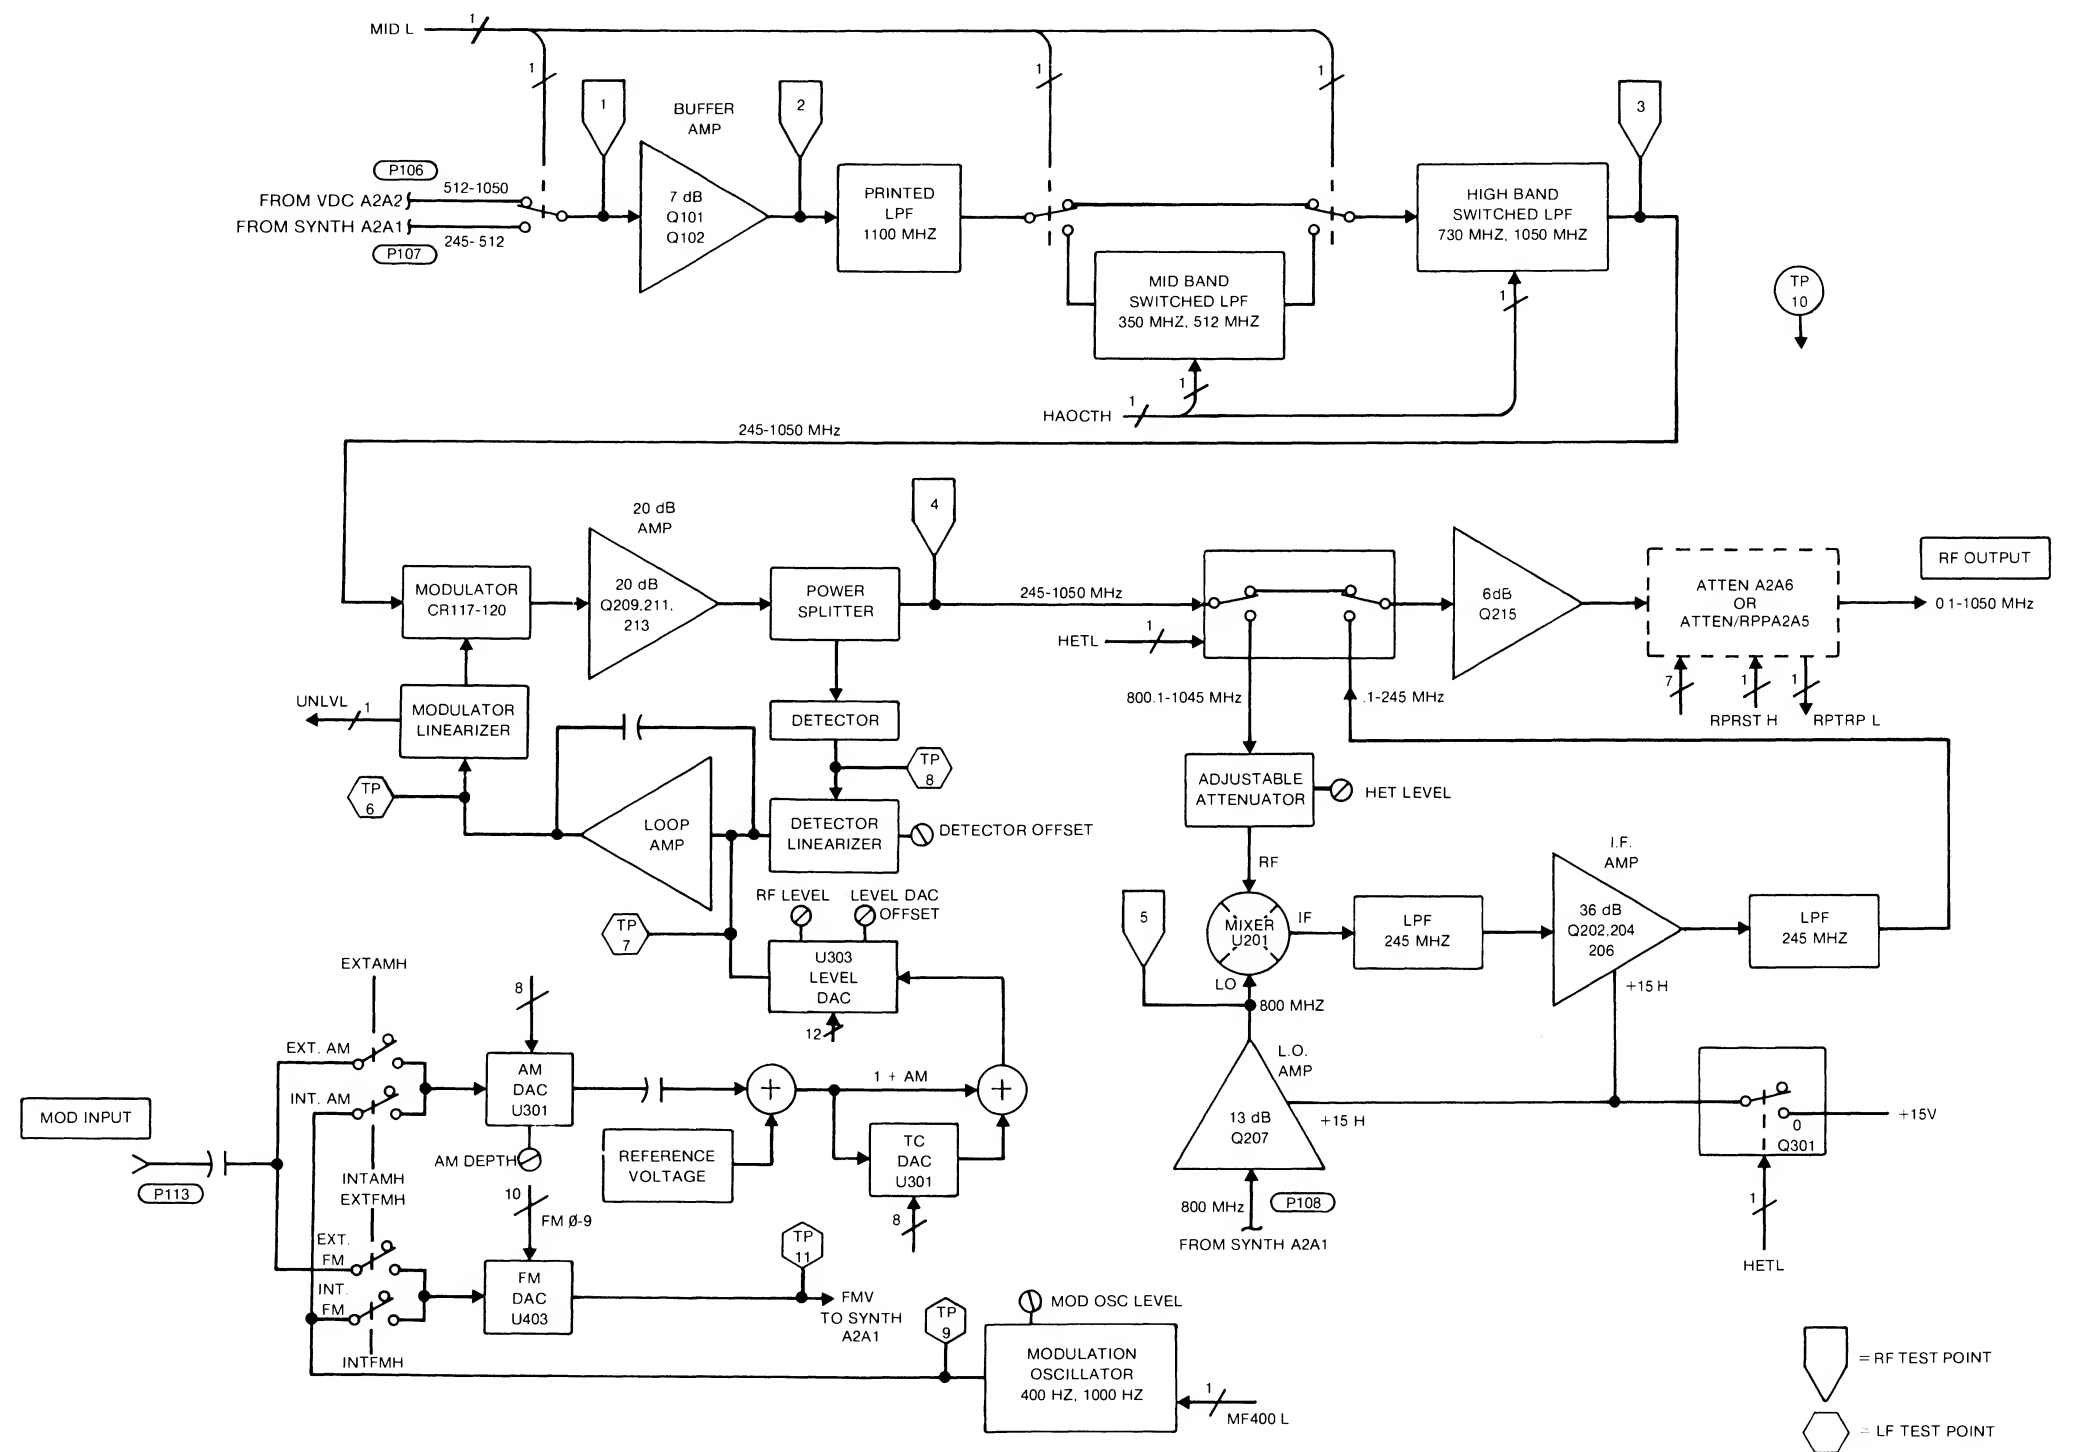 MID L
1
1
1
1
1
2
3
BUFFER
AMP
P106
512-1050
FROM VDC A2A2
FROM SYNTH A2A1
245- 512
P107
7 dB
Q101
Q102
PRINTED
LPF
1100 MHZ
MID BAND
SWITCHED LPF
350 MHZ, 512 MHZ
HIGH BAND
SWITCHED LPF
730 MHZ, 1050 MHZ
1
1
HAOCTH
1
TP
10
245-1050 MHz
20 dB
AMP
4
MODULATOR
CR117-120
20 dB
Q209,211,
213
POWER
SPLITTER
245-1050 MHz
HETL
1
6dB
Q215
ATTEN A2A6
OR
ATTEN/RPPA2A5
RF OUTPUT
0 1-1050 MHz
7
1
1
RPRST H
RPTRP L
UNLVL
1
MODULATOR
LINEARIZER
DETECTOR
TP
8
TP
6
LOOP
AMP
DETECTOR
LINEARIZER
DETECTOR OFFSET
800.1-1045 MHz
.1-245 MHz
ADJUSTABLE
ATTENUATOR
HET LEVEL
RF
RF LEVEL
LEVEL DAC
OFFSET
TP
7
U303
LEVEL
DAC
12
5
MIXER
U201
IF
LO
800 MHZ
LPF
245 MHZ
I.F.
AMP
36 dB
Q202,204
206
LPF
245 MHZ
+15 H
EXTAMH
8
EXT. AM
INT. AM
AM
DAC
U301
1 + AM
+
+
L.O.
AMP
13 dB
Q207
+15 H
+15V
0
Q301
MOD INPUT
P113
INTAMH
EXTFMH
AM DEPTH
REFERENCE
VOLTAGE
TC
DAC
U301
8
10
FM Ø-9
800 MHz
P108
FROM SYNTH A2A1
1
HETL
EXT.
FM
INT.
FM
FM
DAC
U403
TP
11
FMV
TO SYNTH
A2A1
INTFMH
TP
9
MOD OSC LEVEL
MODULATION
OSCILLATOR
400 HZ, 1000 HZ
1
MF400 L
= RF TEST POINT
= LF TEST POINT